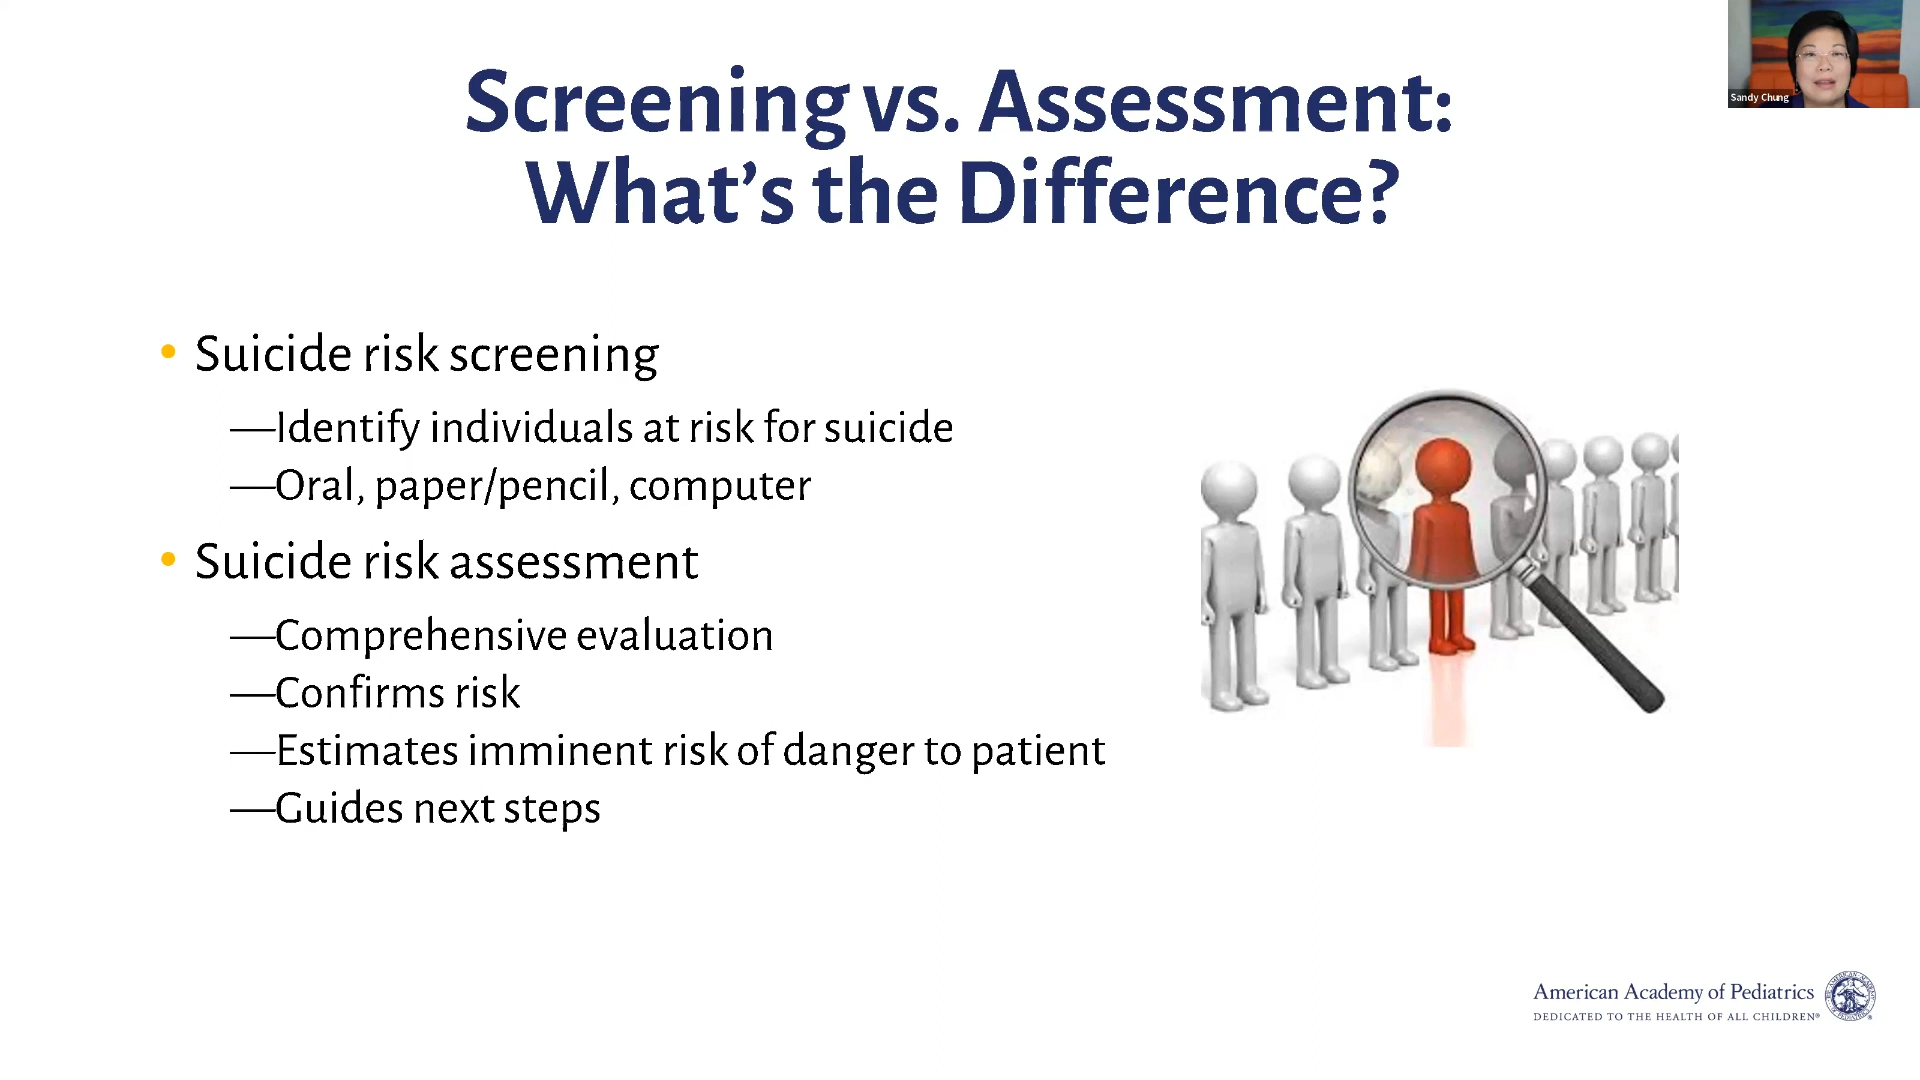 Screening vs. Assessment:
What's the Difference?
Sandy Chung
• Suicide risk screening
—Identify individuals at risk for suicide
—Oral, paper/pencil, computer
• Suicide risk assessment
—Comprehensive evaluation
—Confirms risk
—Estimates imminent risk of danger to patient
—Guides next steps
American Academy of Pediatrics
DEDICATED TO THE HEALTH OF ALL CHILDREN®